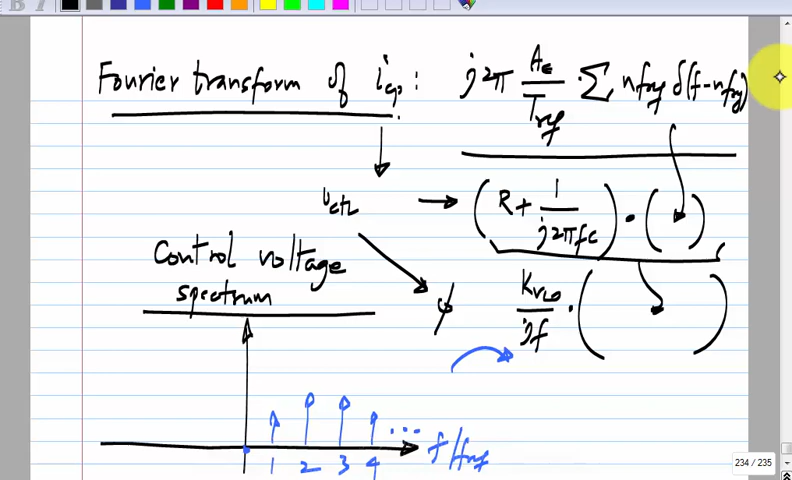 Fourier transform of i_cp : j2π A_ε/T_ref · Σ n f_ref δ(f-n f_ref)
v_ctl → (R + 1/j2πfC) · ( )
Control voltage
spectrum
φ K_vco/jf · ( )
1 2 3 4 ... f/f_ref
234 / 235